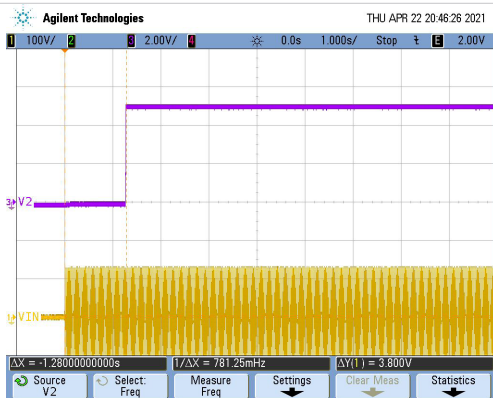 Agilent Technologies THU APR 22 20:46:26 2021
1 100V/ 2 3 2.00V/ 4 0.0s 1.000s/ Stop E 2.00V
3 V2
1 VIN
ΔX = -1.28000000000s 1/ΔX = 781.25mHz ΔY(1) = 3.800V
Source Select: Measure Settings Clear Meas Statistics
V2 Freq Freq